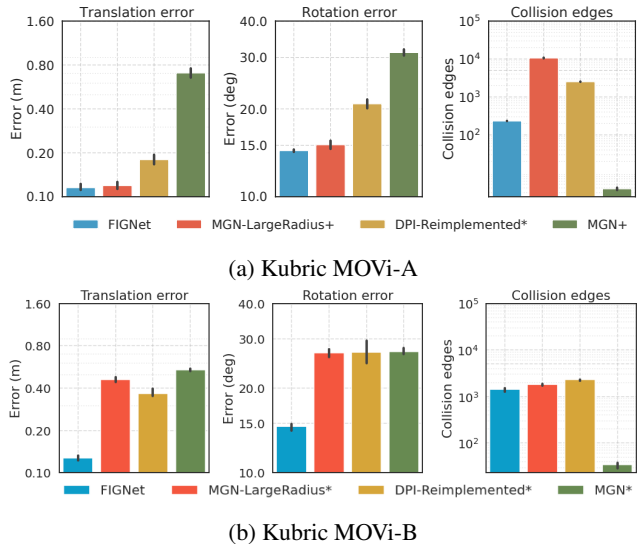 Translation error
Rotation error
Collision edges
Error (m)
1.60
0.80
0.40
0.20
0.10
Error (deg)
40.0
30.0
20.0
15.0
10.0
Collision edges
10^5
10^4
10^3
10^2
FIGNet
MGN-LargeRadius+
DPI-Reimplemented*
MGN+
(a) Kubric MOVi-A
Translation error
Rotation error
Collision edges
Error (m)
1.60
0.80
0.40
0.20
0.10
Error (deg)
40.0
30.0
20.0
15.0
10.0
Collision edges
10^5
10^4
10^3
10^2
FIGNet
MGN-LargeRadius*
DPI-Reimplemented*
MGN*
(b) Kubric MOVi-B